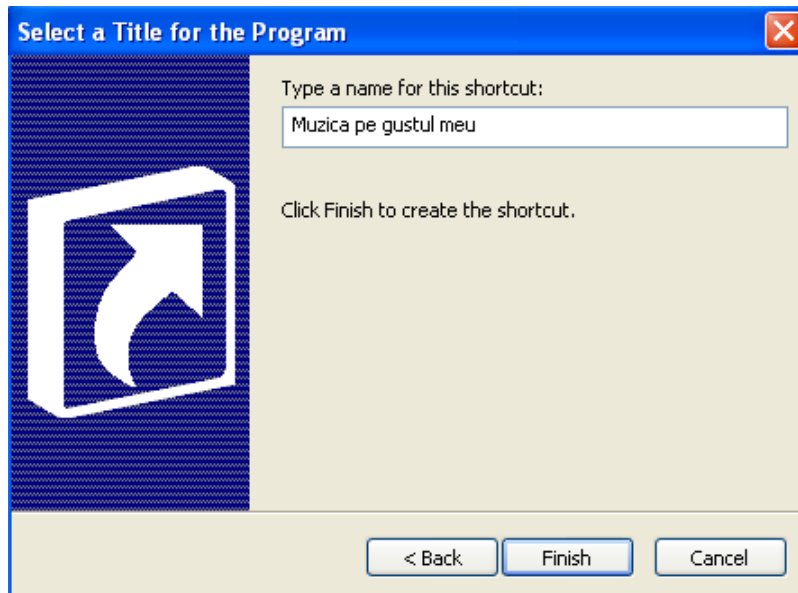 Select a Title for the Program
Type a name for this shortcut:
Muzica pe gustul meu
Click Finish to create the shortcut.
< Back Finish Cancel